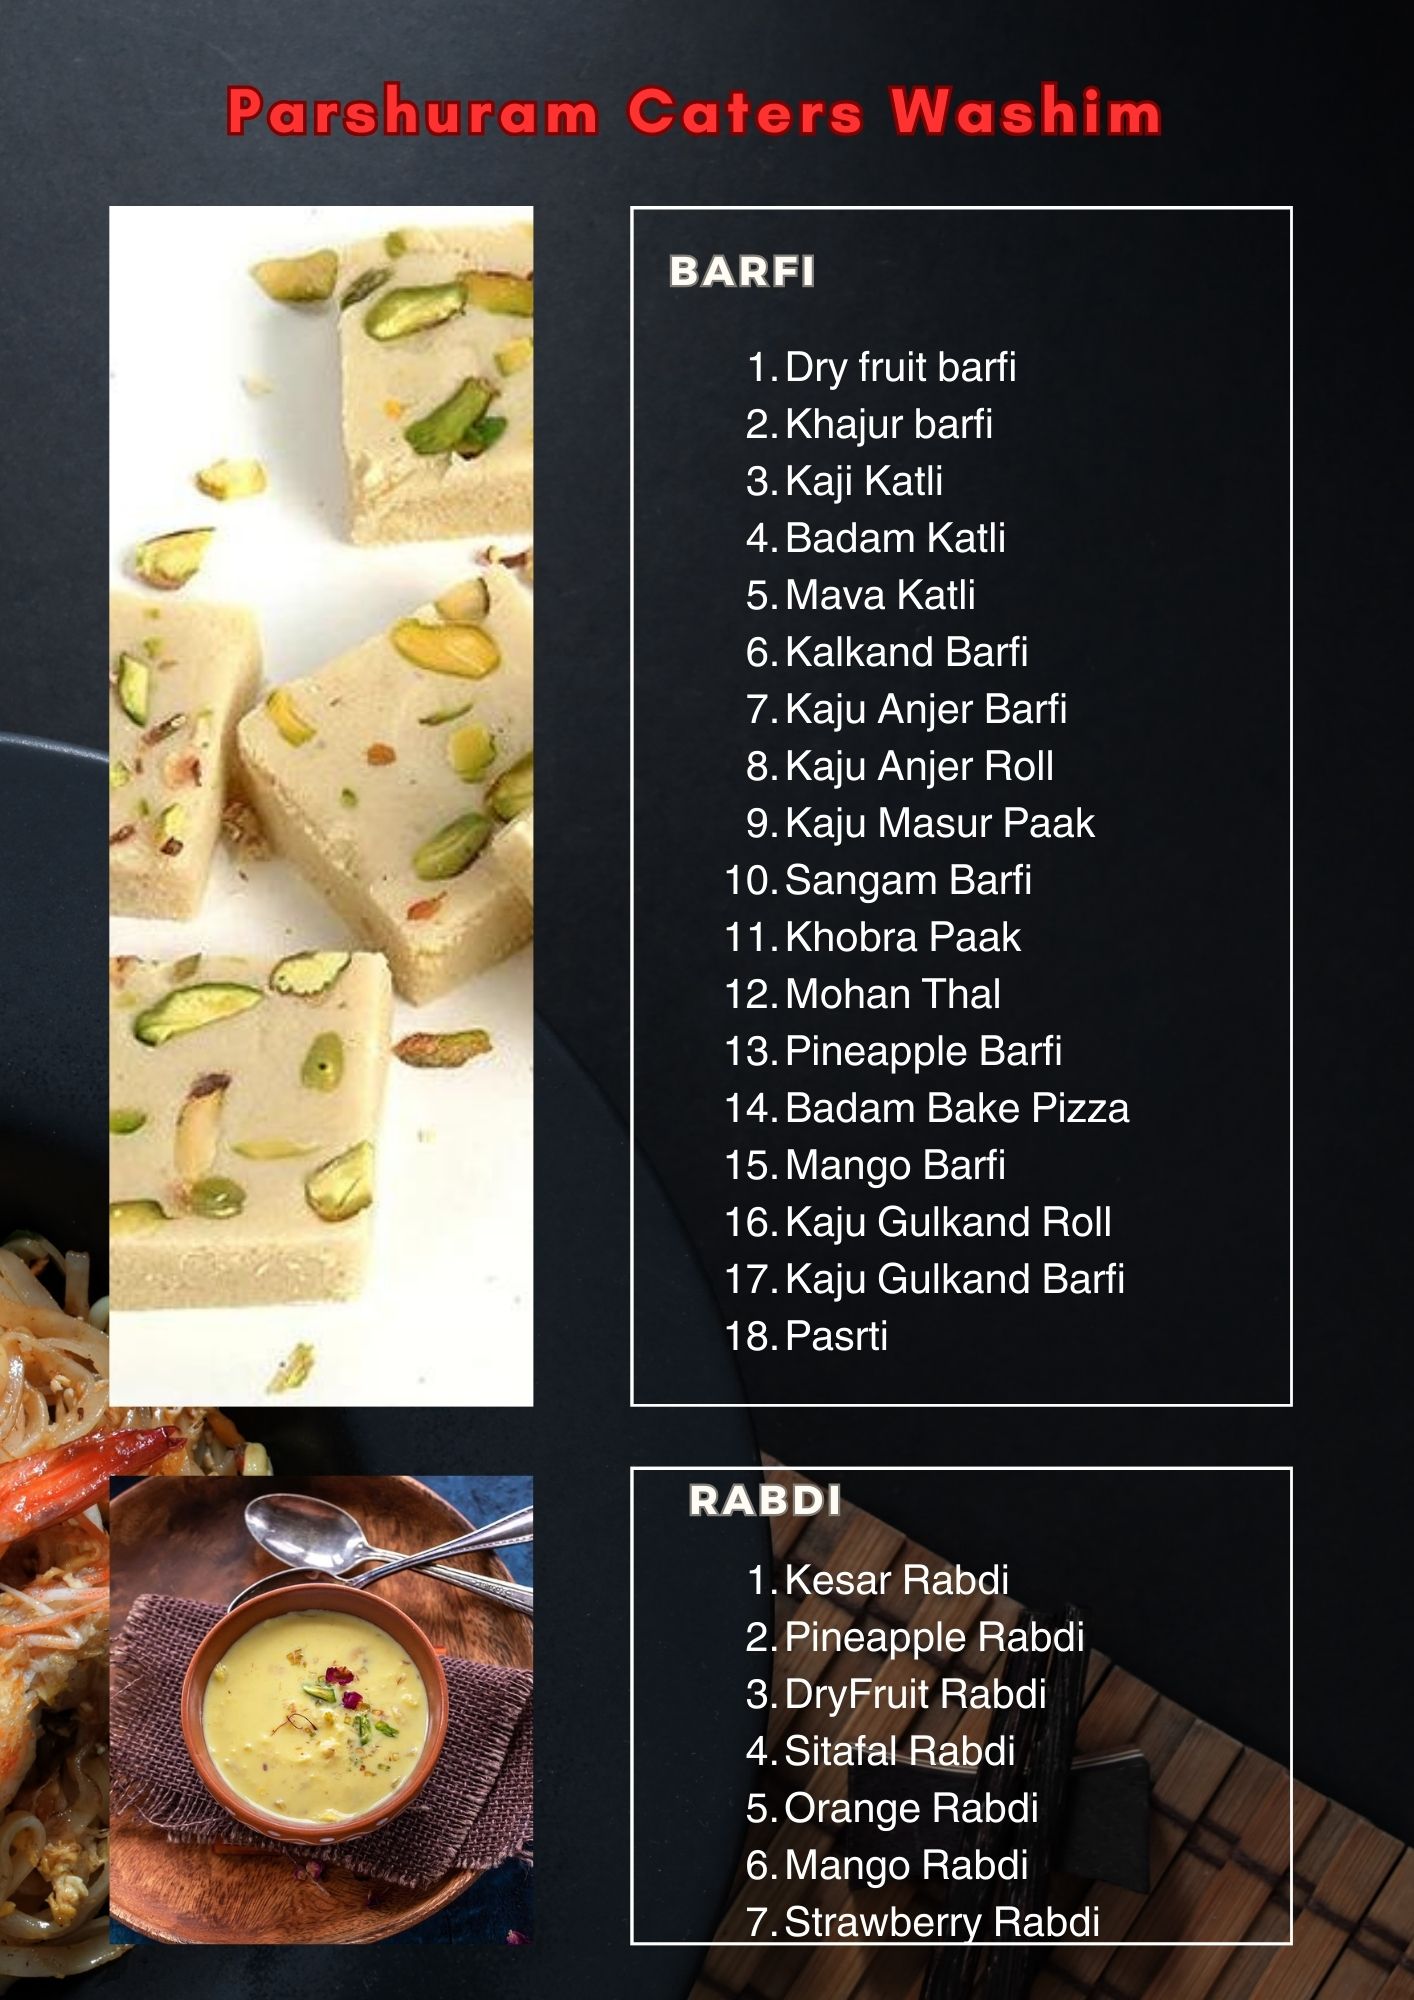 Parshuram Caters Washim
BARFI
1. Dry fruit barfi
2. Khajur barfi
3. Kaji Katli
4. Badam Katli
5. Mava Katli
6. Kalkand Barfi
7. Kaju Anjer Barfi
8. Kaju Anjer Roll
9. Kaju Masur Paak
10. Sangam Barfi
11. Khobra Paak
12. Mohan Thal
13. Pineapple Barfi
14. Badam Bake Pizza
15. Mango Barfi
16. Kaju Gulkand Roll
17. Kaju Gulkand Barfi
18. Pasrti
RABDI
1. Kesar Rabdi
2. Pineapple Rabdi
3. DryFruit Rabdi
4. Sitafal Rabdi
5. Orange Rabdi
6. Mango Rabdi
7. Strawberry Rabdi